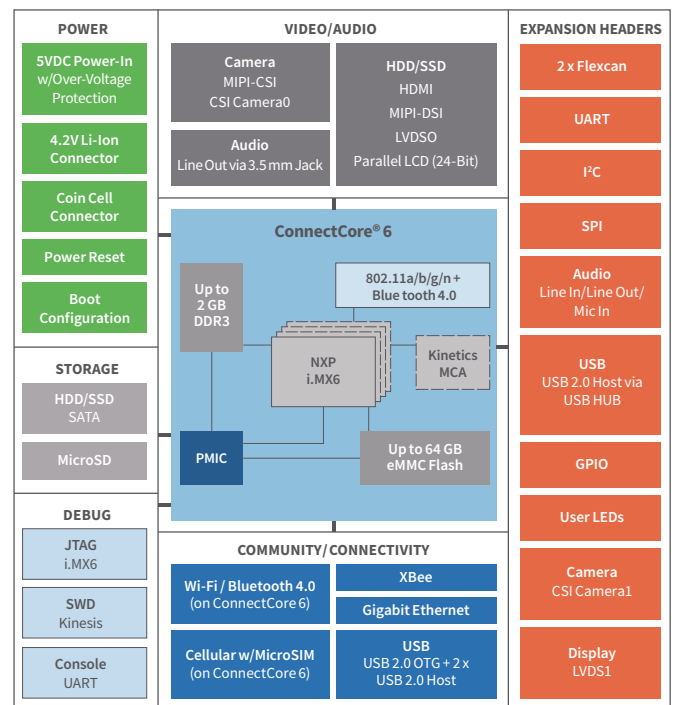 POWER
5VDC Power-In
w/Over-Voltage
Protection
4.2V Li-Ion
Connector
Coin Cell
Connector
Power Reset
Boot
Configuration
STORAGE
HDD/SSD
SATA
MicroSD
DEBUG
JTAG
i.MX6
SWD
Kinesis
Console
UART
VIDEO/AUDIO
Camera
MIPI-CSI
CSI Camera0
Audio
Line Out via 3.5 mm Jack
HDD/SSD
HDMI
MIPI-DSI
LVDSO
Parallel LCD (24-Bit)
ConnectCore® 6
Up to
2 GB
DDR3
802.11a/b/g/n +
Blue tooth 4.0
NXP
i.MX6
Kinetics
MCA
PMIC
Up to 64 GB
eMMC Flash
COMMUNITY/CONNECTIVITY
Wi-Fi / Bluetooth 4.0
(on ConnectCore 6)
XBee
Gigabit Ethernet
Cellular w/MicroSIM
(on ConnectCore 6)
USB
USB 2.0 OTG + 2 x
USB 2.0 Host
EXPANSION HEADERS
2 x Flexcan
UART
I²C
SPI
Audio
Line In/Line Out/
Mic In
USB
USB 2.0 Host via
USB HUB
GPIO
User LEDs
Camera
CSI Camera1
Display
LVDS1